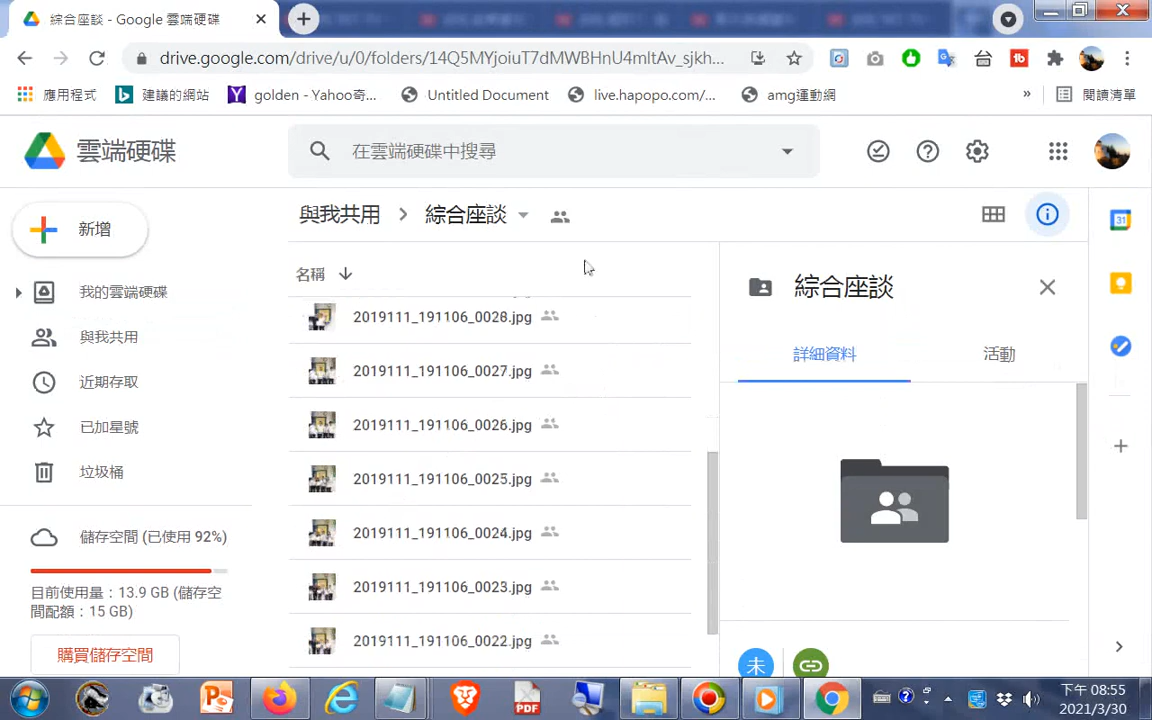 綜合座談 - Google 雲端硬碟
drive.google.com/drive/u/0/folders/14Q5MYjoiuT7dMWBHnU4mltAv_sjkh...
應用程式
建議的網站
golden - Yahoo奇...
Untitled Document
live.hapopo.com/...
amg運動網
»
閱讀清單
雲端硬碟
在雲端硬碟中搜尋
新增
與我共用 > 綜合座談
31
我的雲端硬碟
與我共用
近期存取
已加星號
垃圾桶
儲存空間 (已使用 92%)
目前使用量：13.9 GB (儲存空
間配額：15 GB)
購買儲存空間
名稱
2019111_191106_0028.jpg
2019111_191106_0027.jpg
2019111_191106_0026.jpg
2019111_191106_0025.jpg
2019111_191106_0024.jpg
2019111_191106_0023.jpg
2019111_191106_0022.jpg
綜合座談
詳細資料
活動
未
PDF
下午 08:55
2021/3/30